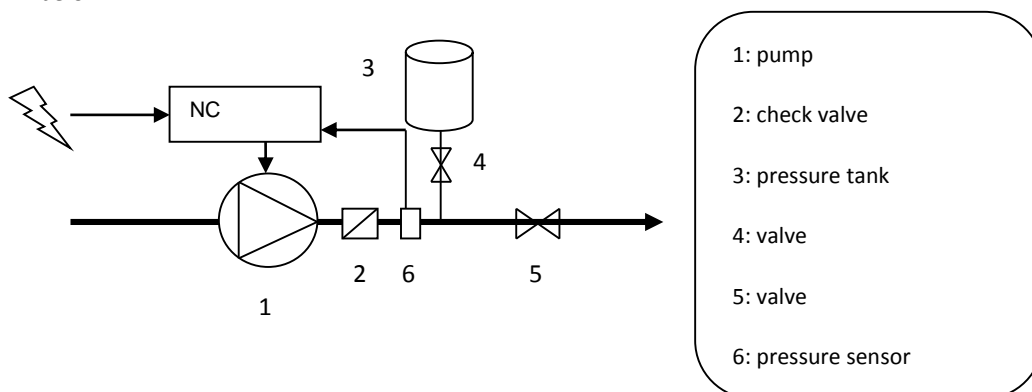 1: pump
3
NC
2: check valve
4
3: pressure tank
4: valve
2
6
5
1
5: valve
6: pressure sensor